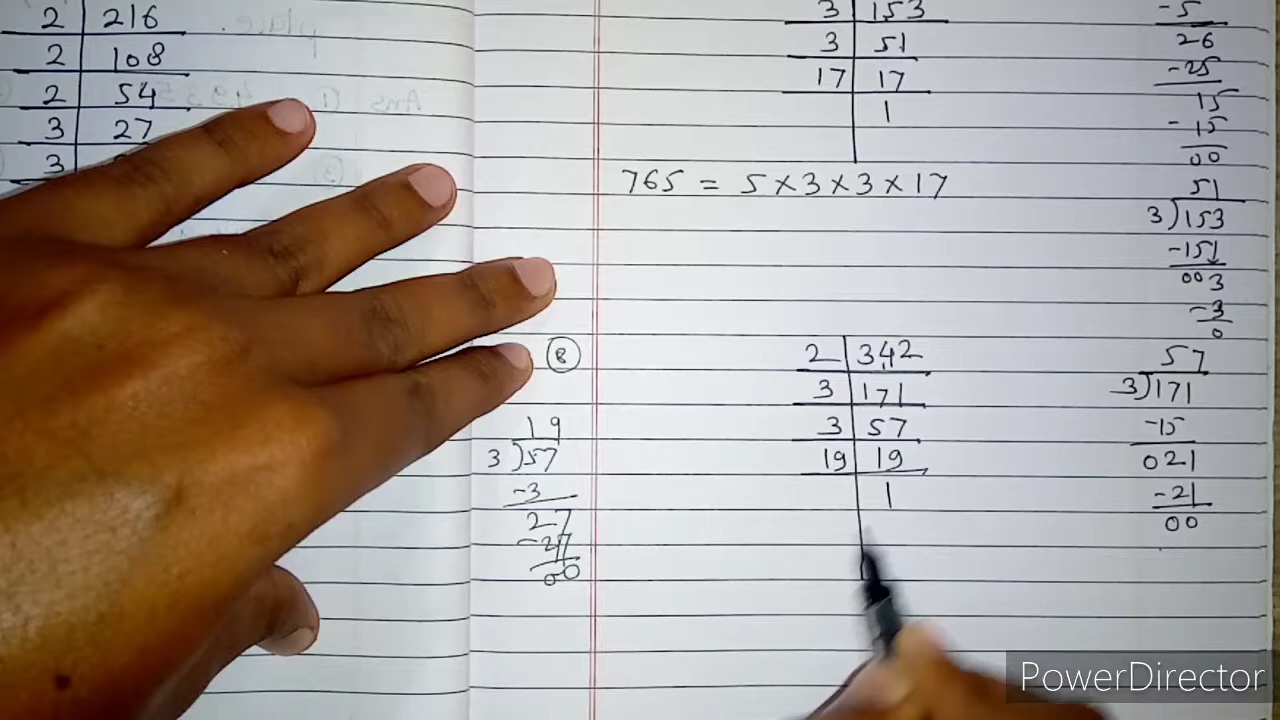 2 | 216
2 | 108
2 | 54
3 | 27
3
3 | 153
3 | 51
17 | 17
1
765 = 5 × 3 × 3 × 17
-5
26
-25
15
-15
00
51
3)153
-15↓
003
-3
0
8
2 | 342
3 | 171
3 | 57
19 | 19
1
19
3)57
-3
27
-27
00
57
3)171
-15
021
-21
00
PowerDirector